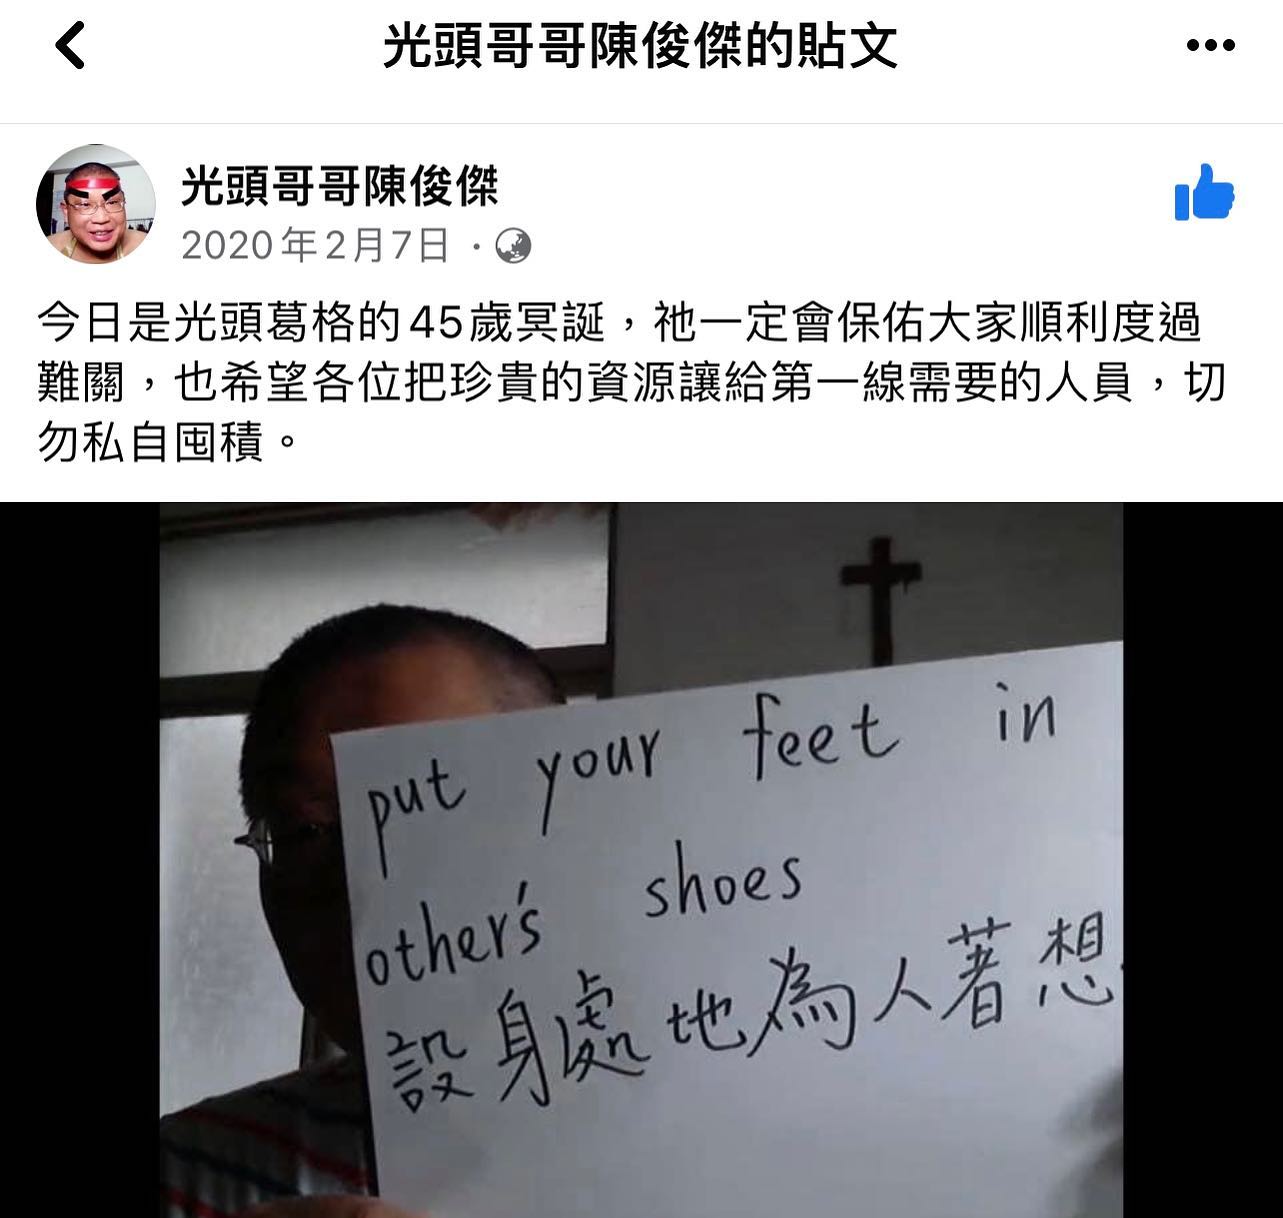 光頭哥哥陳俊傑的貼文
光頭哥哥陳俊傑
2020年2月7日
今日是光頭葛格的45歲冥誕，祂一定會保佑大家順利度過
難關，也希望各位把珍貴的資源讓給第一線需要的人員，切
勿私自囤積。
put your feet in
other's shoes
設身處地為人著想